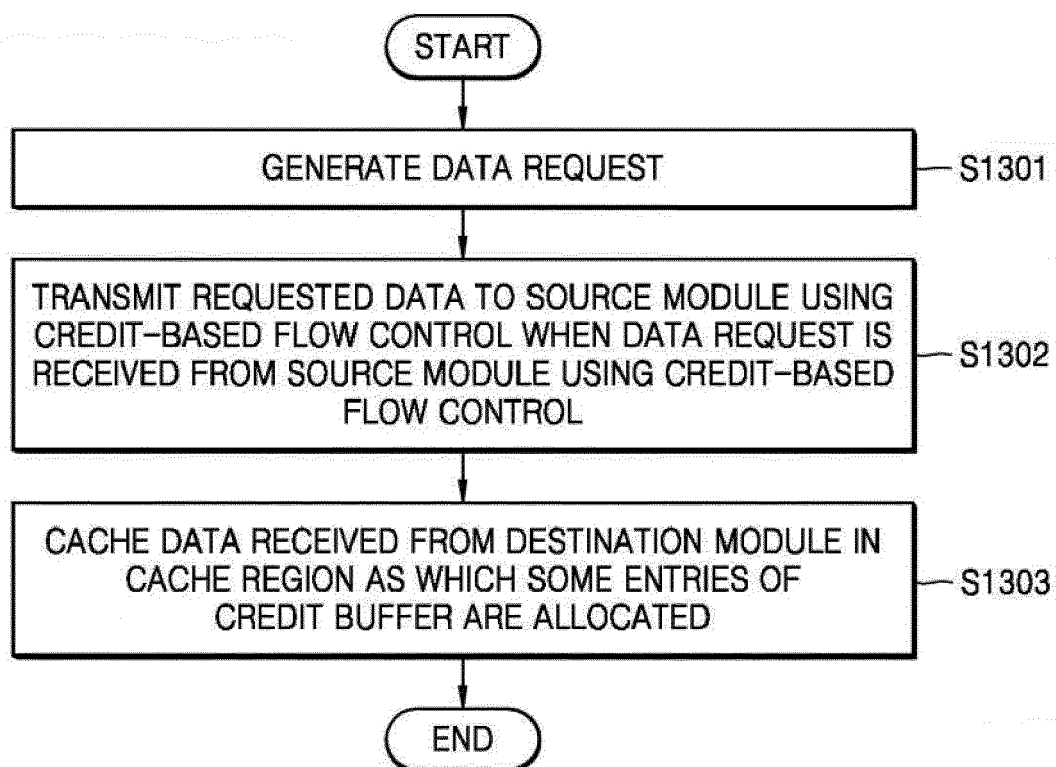 START
GENERATE DATA REQUEST
S1301
TRANSMIT REQUESTED DATA TO SOURCE MODULE USING
CREDIT-BASED FLOW CONTROL WHEN DATA REQUEST IS
RECEIVED FROM SOURCE MODULE USING CREDIT-BASED
FLOW CONTROL
S1302
CACHE DATA RECEIVED FROM DESTINATION MODULE IN
CACHE REGION AS WHICH SOME ENTRIES OF
CREDIT BUFFER ARE ALLOCATED
S1303
END